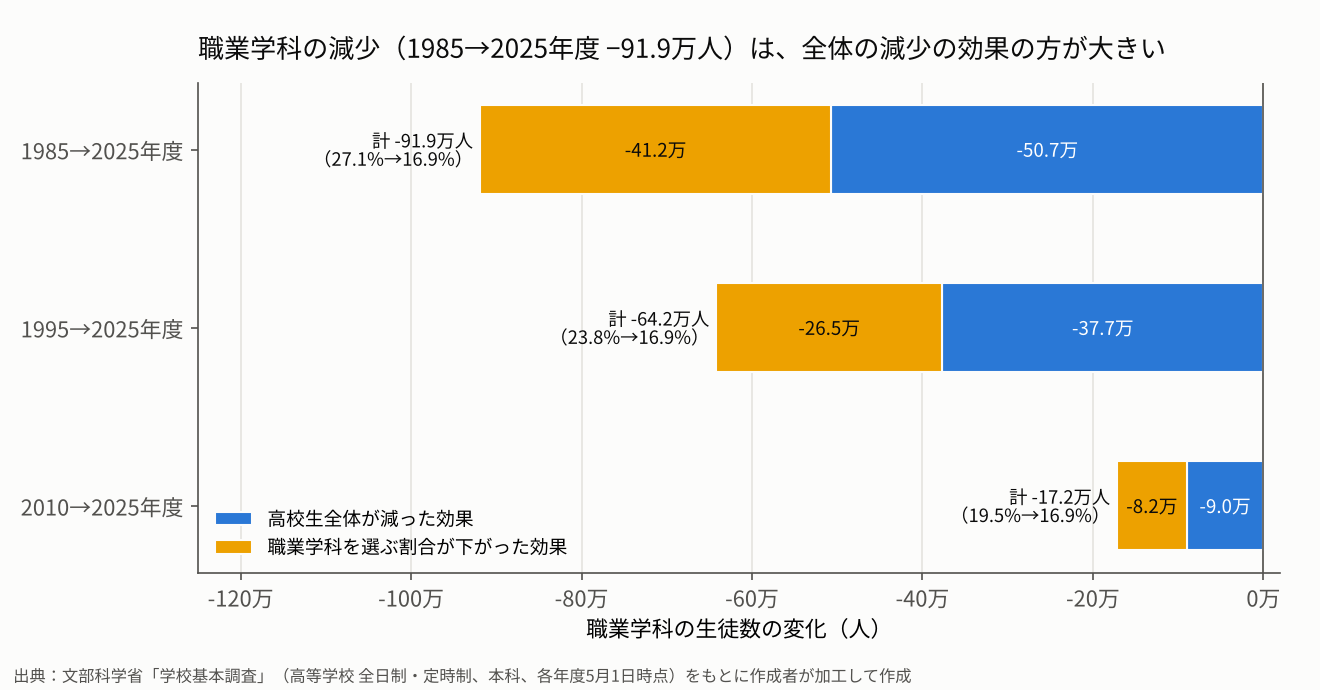 職業学科の減少（1985→2025年度 −91.9万人）は、全体の減少の効果の方が大きい
1985→2025年度
計 -91.9万人
（27.1%→16.9%）
-41.2万
-50.7万
1995→2025年度
計 -64.2万人
（23.8%→16.9%）
-26.5万
-37.7万
2010→2025年度
計 -17.2万人
（19.5%→16.9%）
-8.2万
-9.0万
高校生全体が減った効果
職業学科を選ぶ割合が下がった効果
-120万
-100万
-80万
-60万
-40万
-20万
0万
職業学科の生徒数の変化（人）
出典：文部科学省「学校基本調査」（高等学校 全日制・定時制、本科、各年度5月1日時点）をもとに作成者が加工して作成